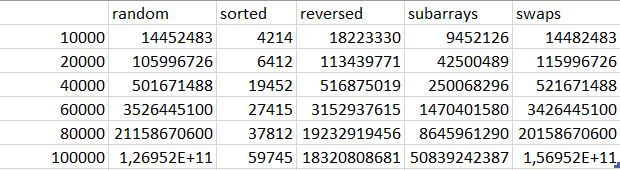 random sorted reversed subarrays swaps
10000 14452483 4214 18223330 9452126 14482483
20000 105996726 6412 113439771 42500489 115996726
40000 501671488 19452 516875019 250068296 521671488
60000 3526445100 27415 3152937615 1470401580 3426445100
80000 21158670600 37812 19232919456 8645961290 20158670600
100000 1,26952E+11 59745 18320808681 50839242387 1,56952E+11